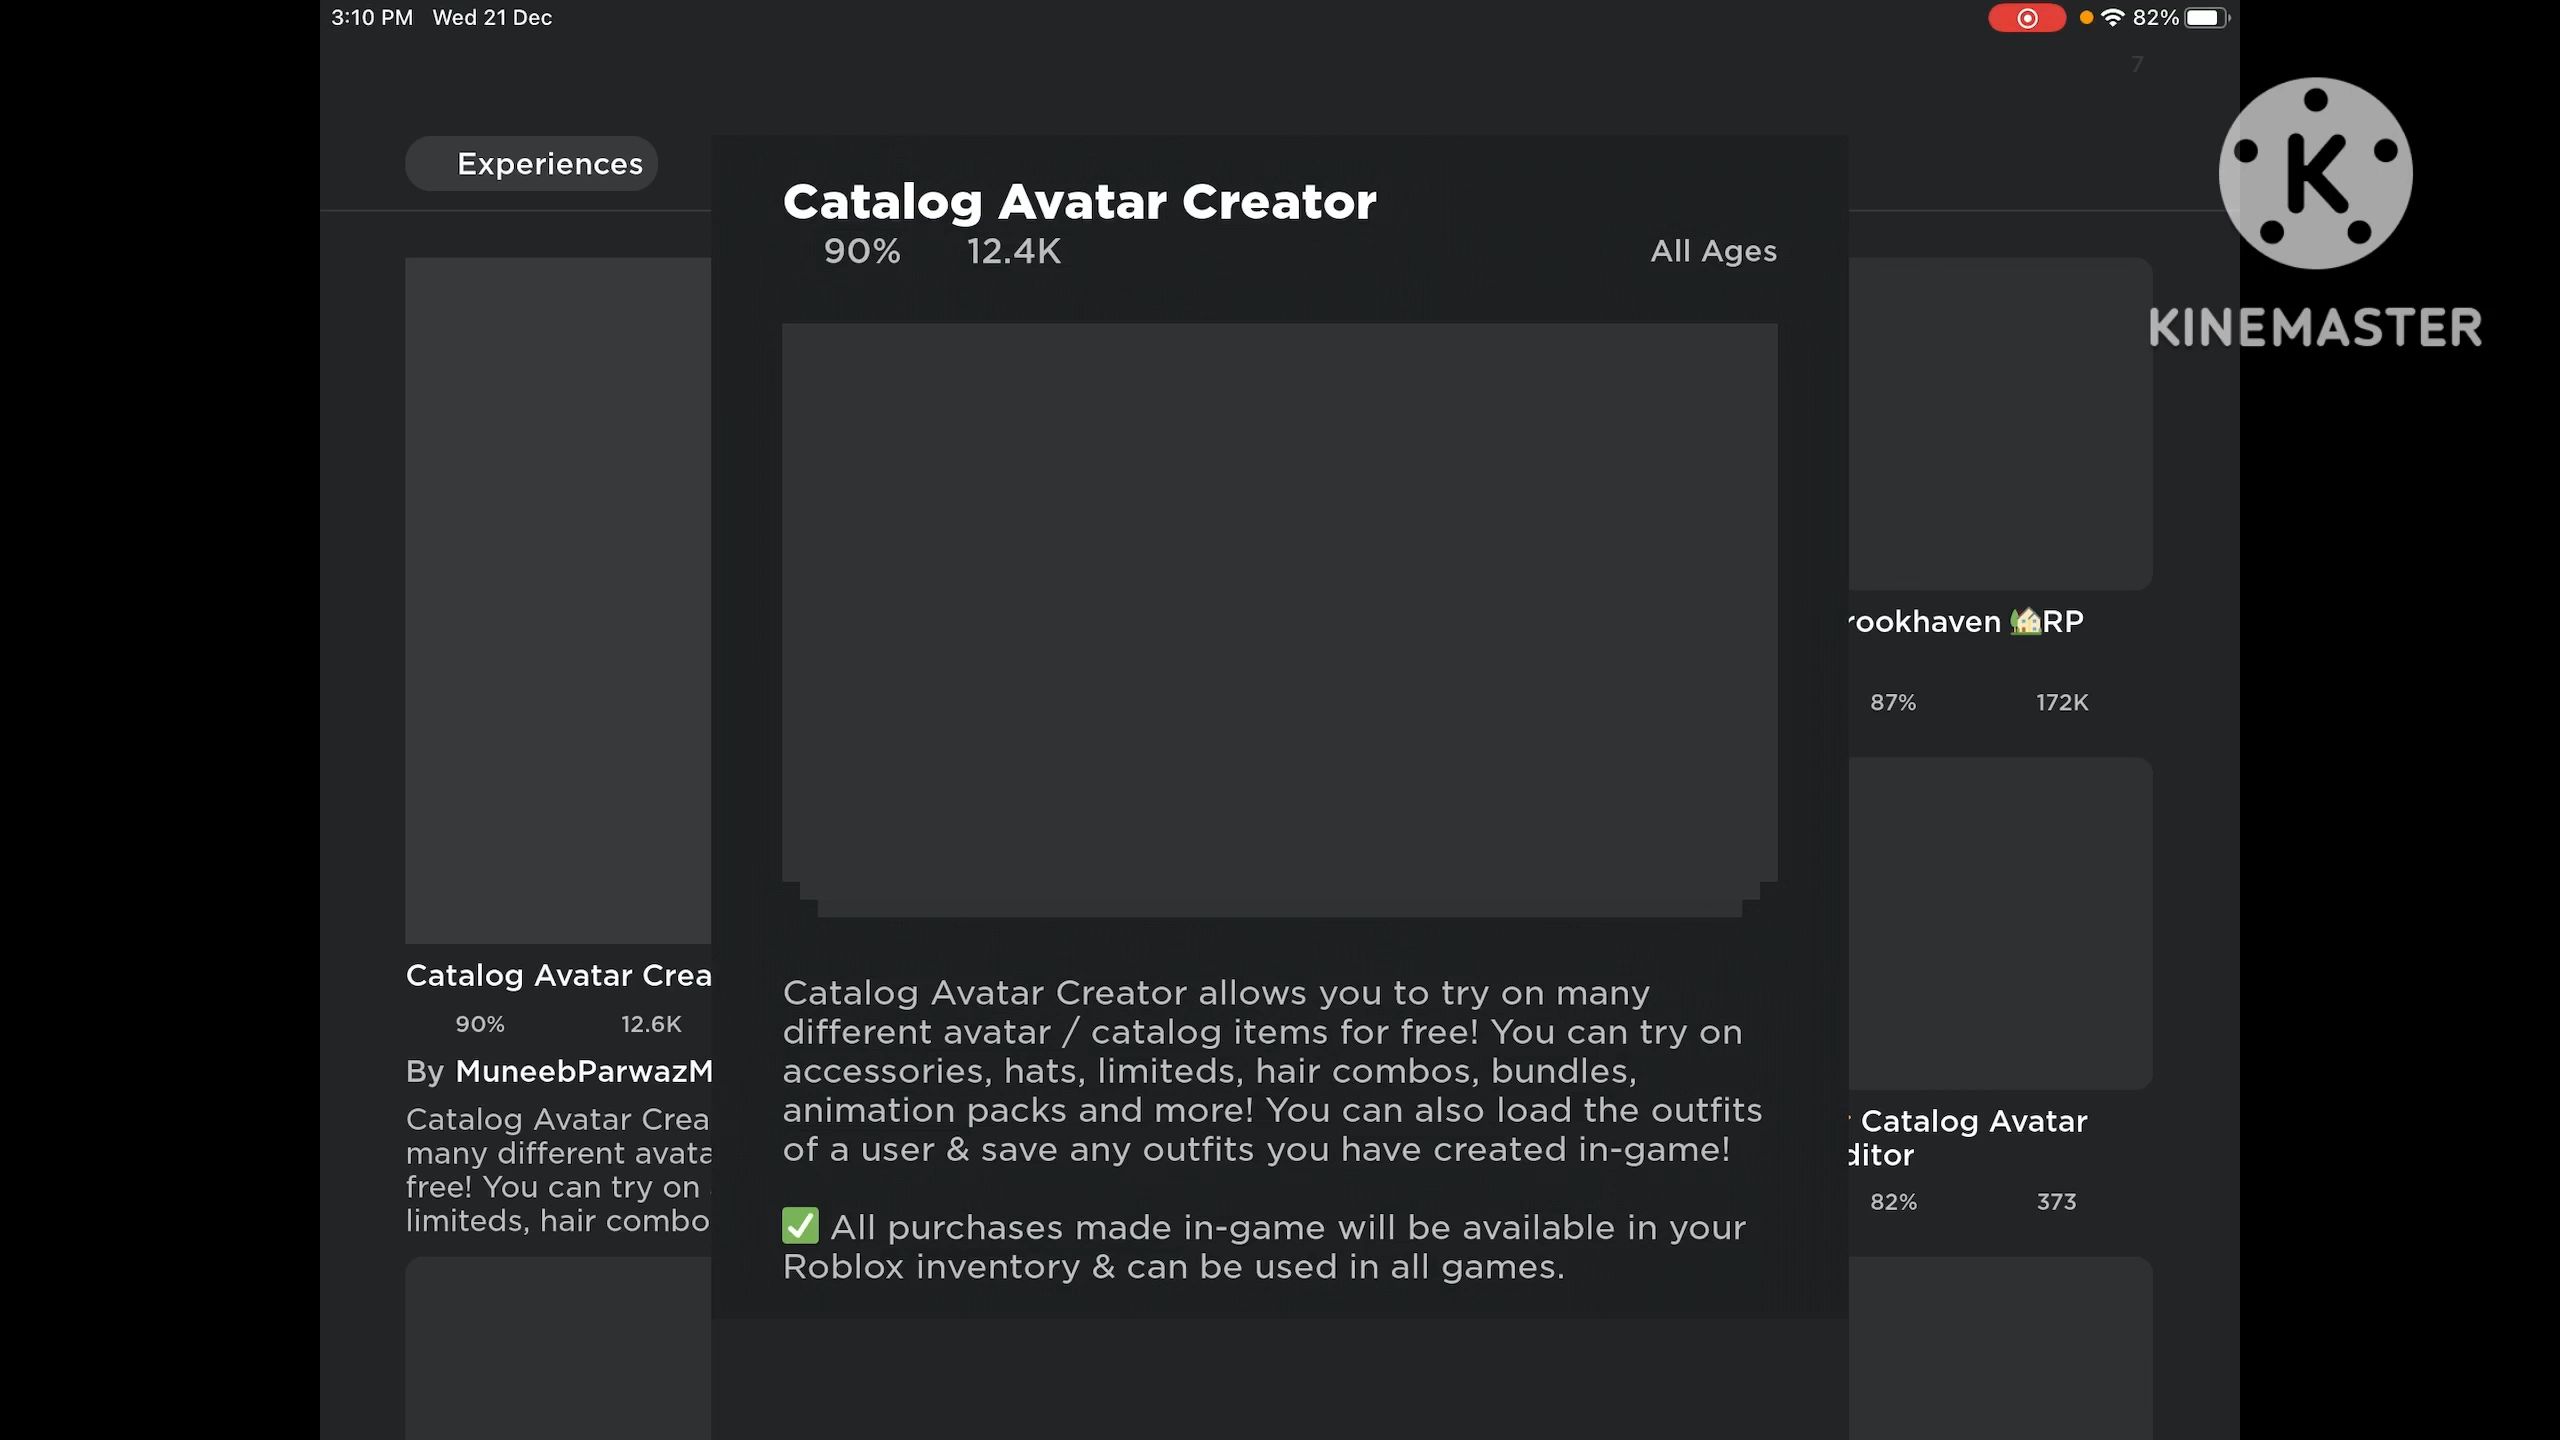 3:10 PM Wed 21 Dec
82%
7
Experiences
Catalog Avatar Creator
90% 12.4K All Ages
K
KINEMASTER
Catalog Avatar Crea
90% 12.6K
By MuneebParwazM
Catalog Avatar Crea
many different avata
free! You can try on
limiteds, hair combo
Catalog Avatar Creator allows you to try on many
different avatar / catalog items for free! You can try on
accessories, hats, limiteds, hair combos, bundles,
animation packs and more! You can also load the outfits
of a user & save any outfits you have created in-game!
✅ All purchases made in-game will be available in your
Roblox inventory & can be used in all games.
rookhaven 🏡RP
87% 172K
Catalog Avatar
ditor
82% 373